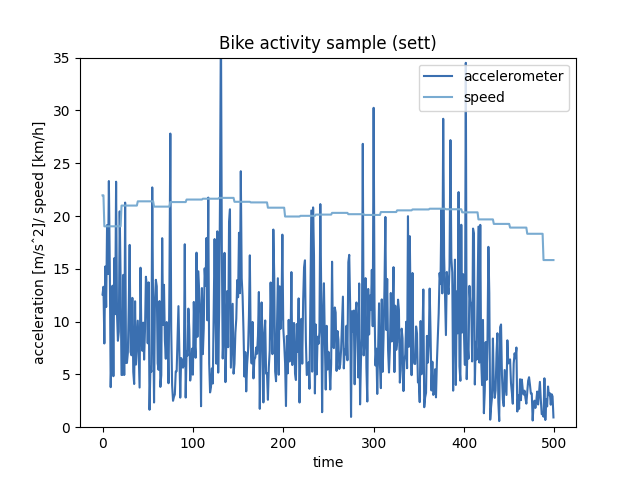 Bike activity sample (sett)
accelerometer
speed
acceleration [m/s^2]/ speed [km/h]
35
30
25
20
15
10
5
0
0 100 200 300 400 500
time